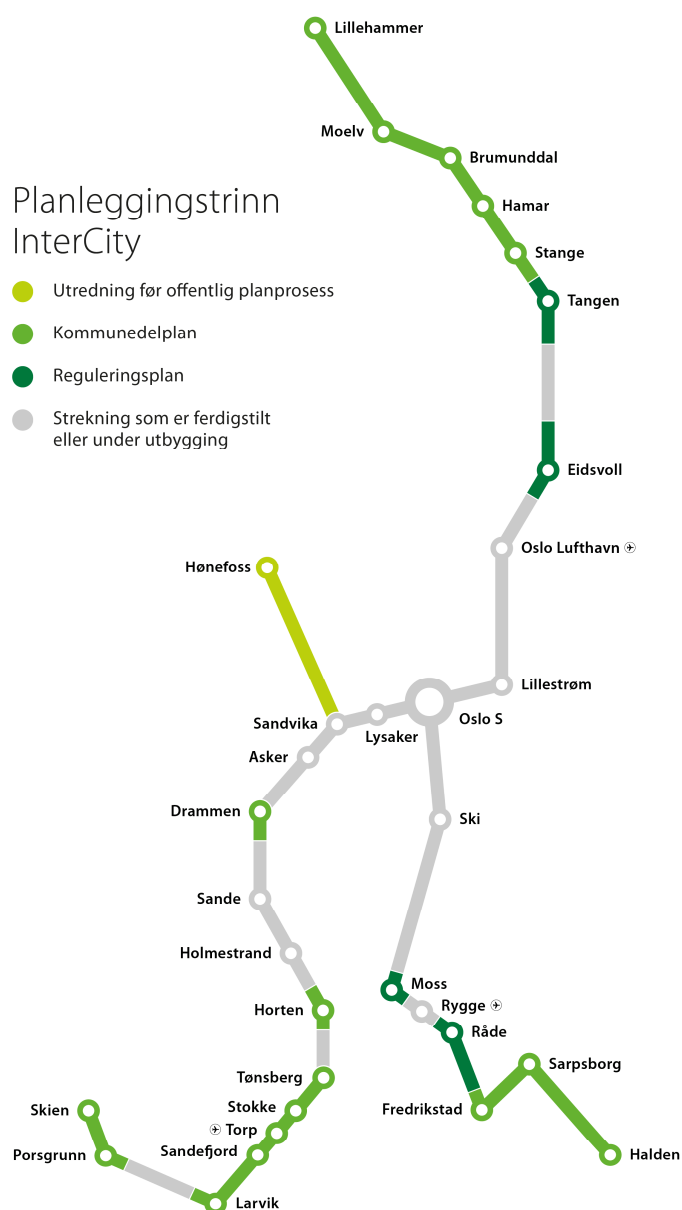 Lillehammer
Moelv
Brumunddal
Planleggingstrinn
InterCity
Hamar
Stange
Utredning før offentlig planprosess
Tangen
Kommunedelplan
Reguleringsplan
Strekning som er ferdigstilt
eller under utbygging
Eidsvoll
Oslo Lufthavn
Hønefoss
Lillestrøm
Sandvika
Oslo S
Lysaker
Asker
Drammen
Ski
Sande
Holmestrand
Moss
Rygge
Horten
Råde
Sarpsborg
Tønsberg
Stokke
Skien
Fredrikstad
Torp
Sandefjord
Porsgrunn
Halden
Larvik